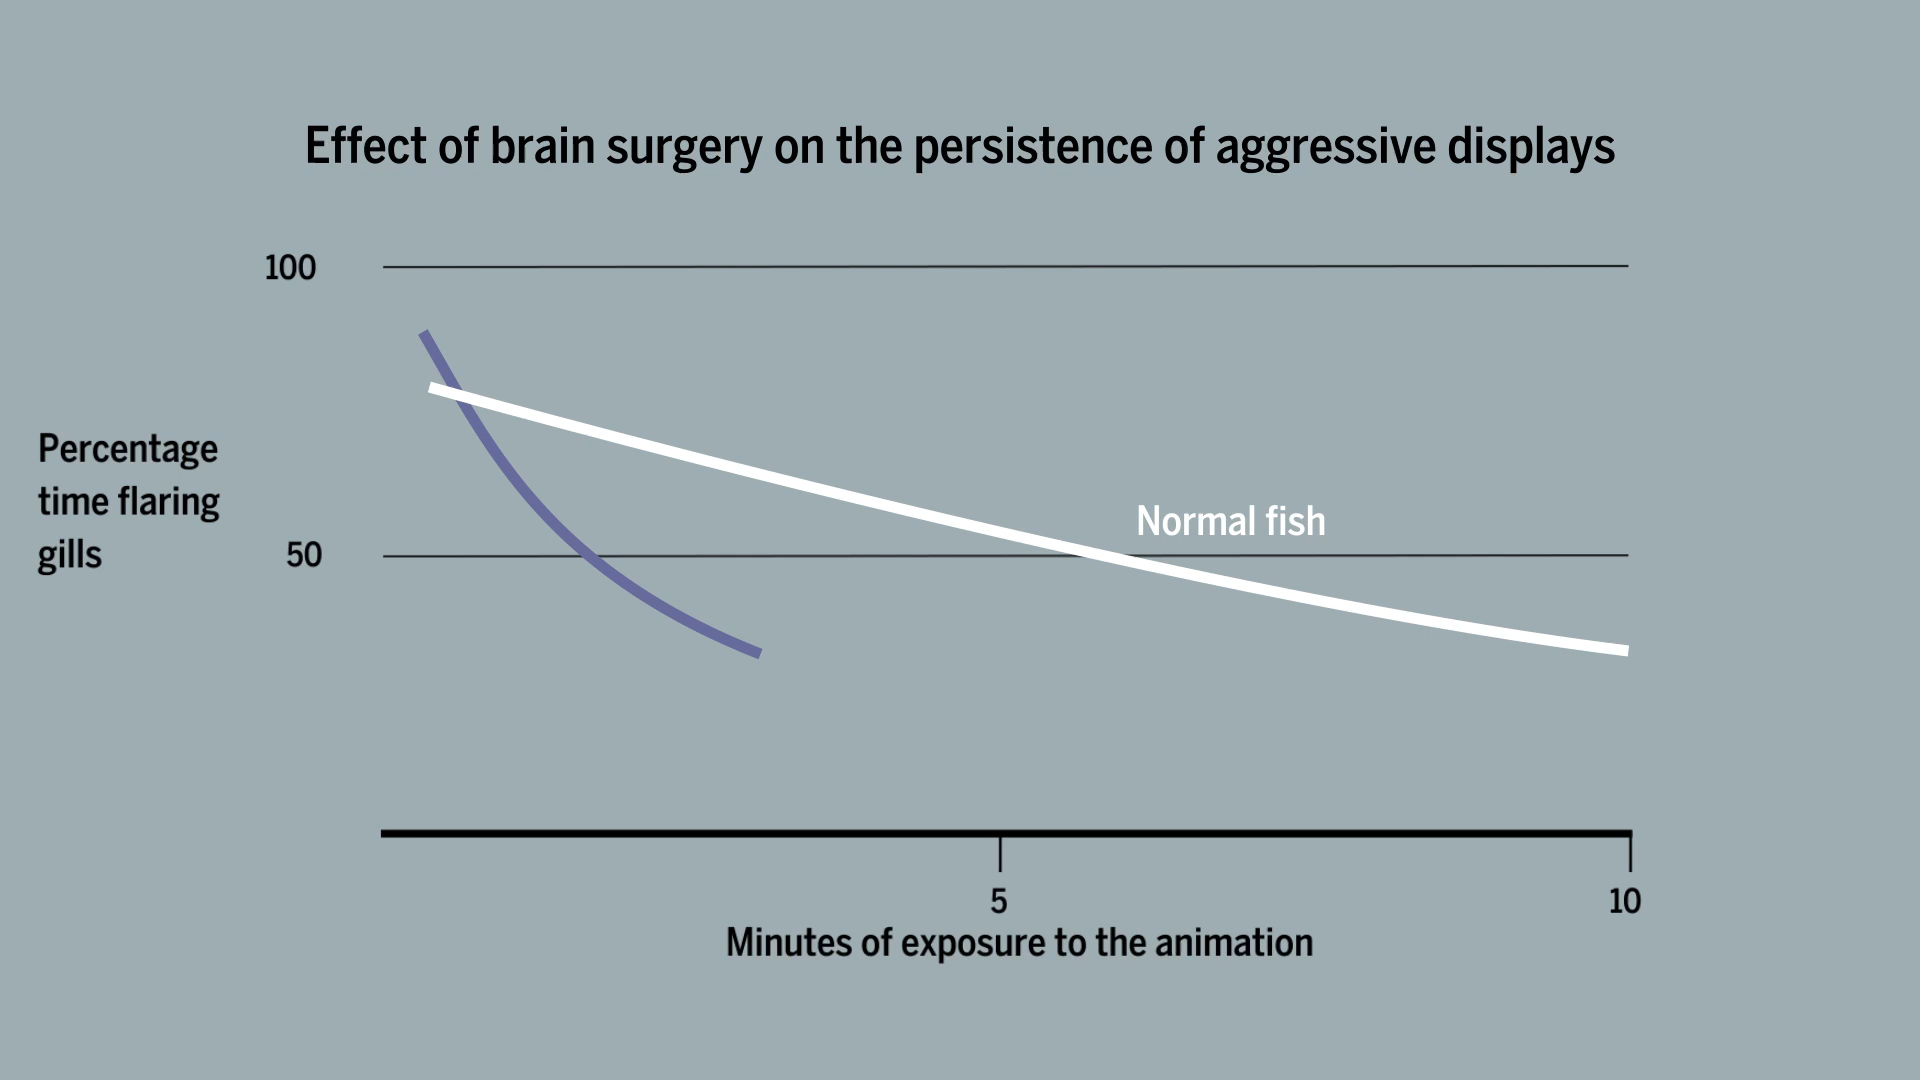 Effect of brain surgery on the persistence of aggressive displays
100
Percentage
time flaring
gills
50
Normal fish
5
10
Minutes of exposure to the animation